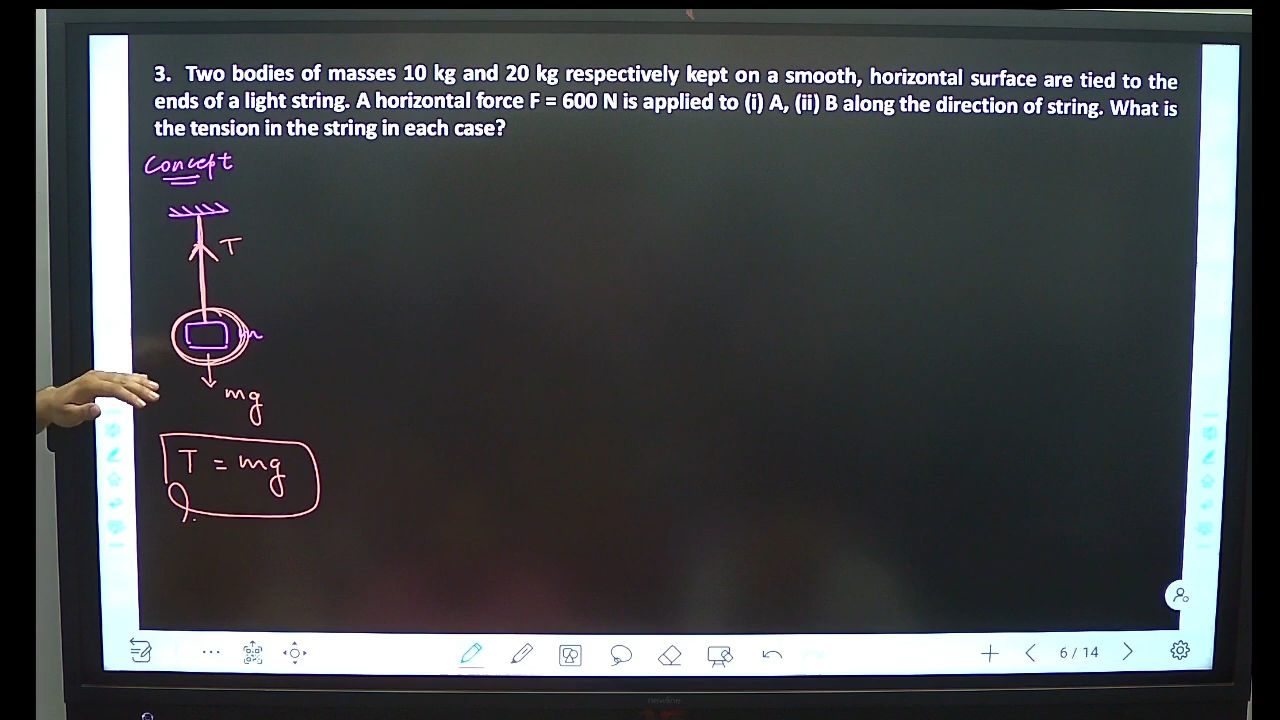 3. Two bodies of masses 10 kg and 20 kg respectively kept on a smooth, horizontal surface are tied to the
ends of a light string. A horizontal force F = 600 N is applied to (i) A, (ii) B along the direction of string. What is
the tension in the string in each case?
Concept
T
m
mg
T = mg
6 / 14